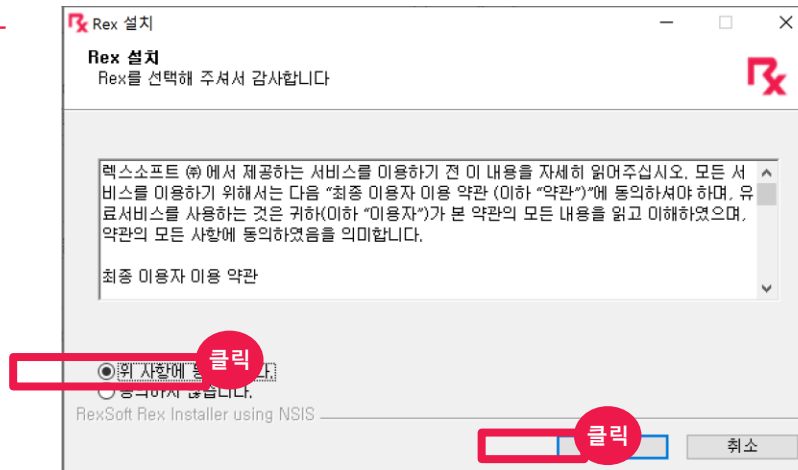 Rex 설치
Rex 설치
Rex를 선택해 주셔서 감사합니다
렉스소프트 ㈜ 에서 제공하는 서비스를 이용하기 전 이 내용을 자세히 읽어주십시오. 모든 서
비스를 이용하기 위해서는 다음 “최종 이용자 이용 약관 (이하 “약관”)”에 동의하셔야 하며, 유
료서비스를 사용하는 것은 귀하(이하 “이용자”)가 본 약관의 모든 내용을 읽고 이해하였으며,
약관의 모든 사항에 동의하였음을 의미합니다.
최종 이용자 이용 약관
클릭
위 사항에
동의하지 않습니다.
RexSoft Rex Installer using NSIS
클릭
취소